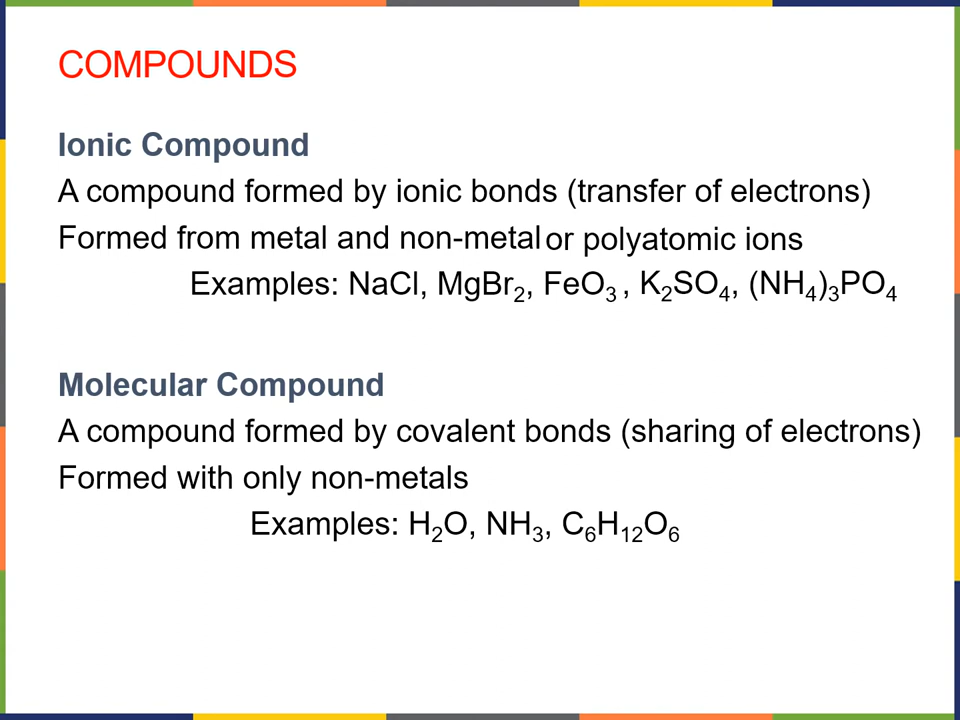 COMPOUNDS
Ionic Compound
A compound formed by ionic bonds (transfer of electrons)
Formed from metal and non-metal or polyatomic ions
Examples: NaCl, MgBr₂, FeO₃ , K₂SO₄, (NH₄)₃PO₄
Molecular Compound
A compound formed by covalent bonds (sharing of electrons)
Formed with only non-metals
Examples: H₂O, NH₃, C₆H₁₂O₆